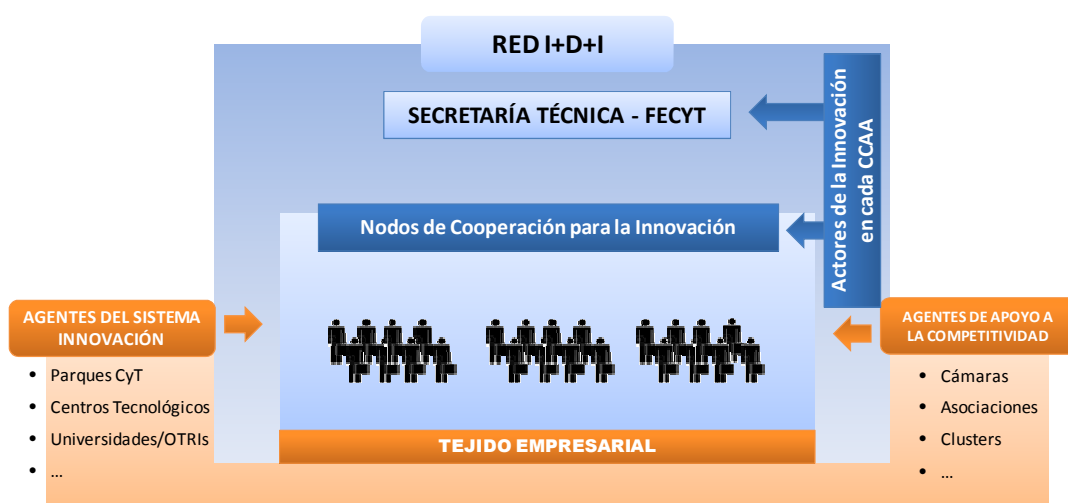 RED I+D+I
SECRETARÍA TÉCNICA - FECYT
Actores de la Innovación
en cada CCAA
Nodos de Cooperación para la Innovación
AGENTES DEL SISTEMA
INNOVACIÓN
• Parques CyT
• Centros Tecnológicos
• Universidades/OTRIs
• ...
AGENTES DE APOYO A
LA COMPETITIVIDAD
• Cámaras
• Asociaciones
• Clusters
• ...
TEJIDO EMPRESARIAL